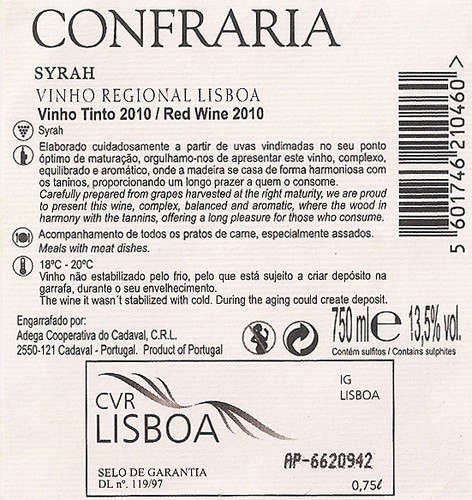 CONFRARIA
SYRAH
VINHO REGIONAL LISBOA
Vinho Tinto 2010 / Red Wine 2010
Syrah
Elaborado cuidadosamente a partir de uvas vindimadas no seu ponto
óptimo de maturação, orgulhamo-nos de apresentar este vinho, complexo,
equilibrado e aromático, onde a madeira se casa de forma harmoniosa com
os taninos, proporcionando um longo prazer a quem o consome.
Carefully prepared from grapes harvested at the right maturity, we are proud
to present this wine, complex, balanced and aromatic, where the wood in
harmony with the tannins, offering a long pleasure for those who consume.
Acompanhamento de todos os pratos de carne, especialmente assados.
Meals with meat dishes.
18ºC - 20ºC
Vinho não estabilizado pelo frio, pelo que está sujeito a criar depósito na
garrafa, durante o seu envelhecimento.
The wine it wasn´t stabilized with cold. During the aging could create deposit.
5 601746 210460 >
Engarrafado por:
Adega Cooperativa do Cadaval, C.R.L.
2550-121 Cadaval - Portugal. Product of Portugal
750 ml e 13,5% vol.
Contém sulfitos / Contains sulphites
CVR
LISBOA
IG
LISBOA
AP-6620942
SELO DE GARANTIA
DL nº. 119/97
0,75ℓ